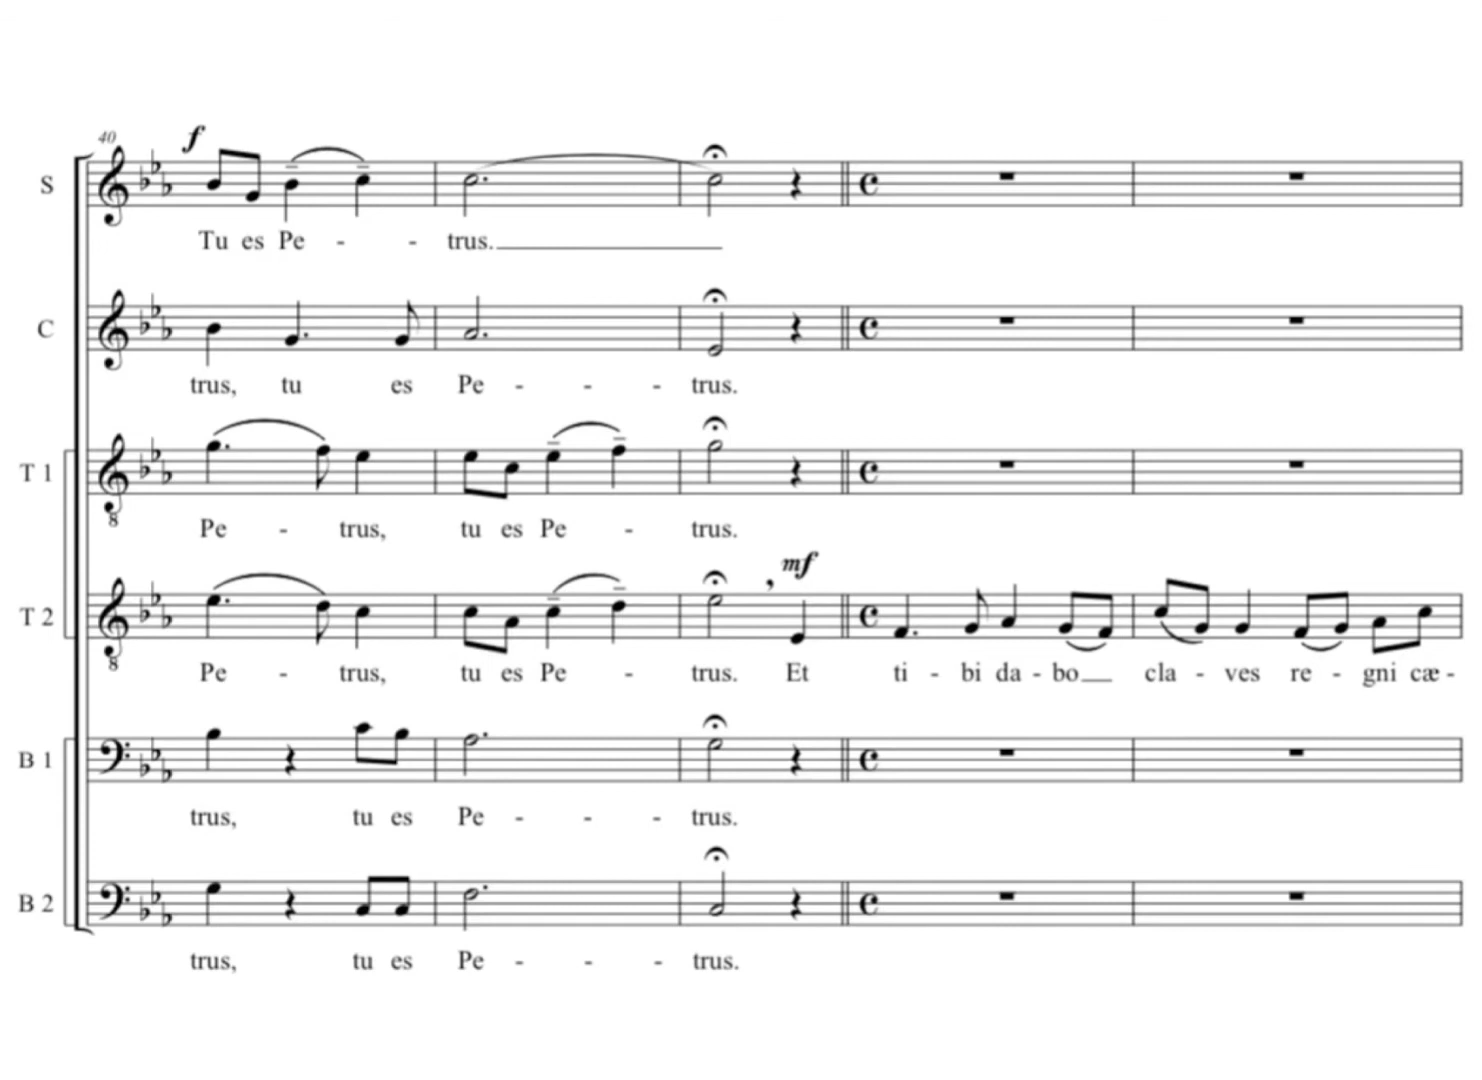 40
f
S
Tu es Pe - - trus.
C
trus, tu es Pe - - - trus.
T 1
8
Pe - trus, tu es Pe - trus.
mf
T 2
8
Pe - trus, tu es Pe - trus. Et ti - bi da - bo cla - ves re - gni cæ -
B 1
trus, tu es Pe - - - trus.
B 2
trus, tu es Pe - - - trus.